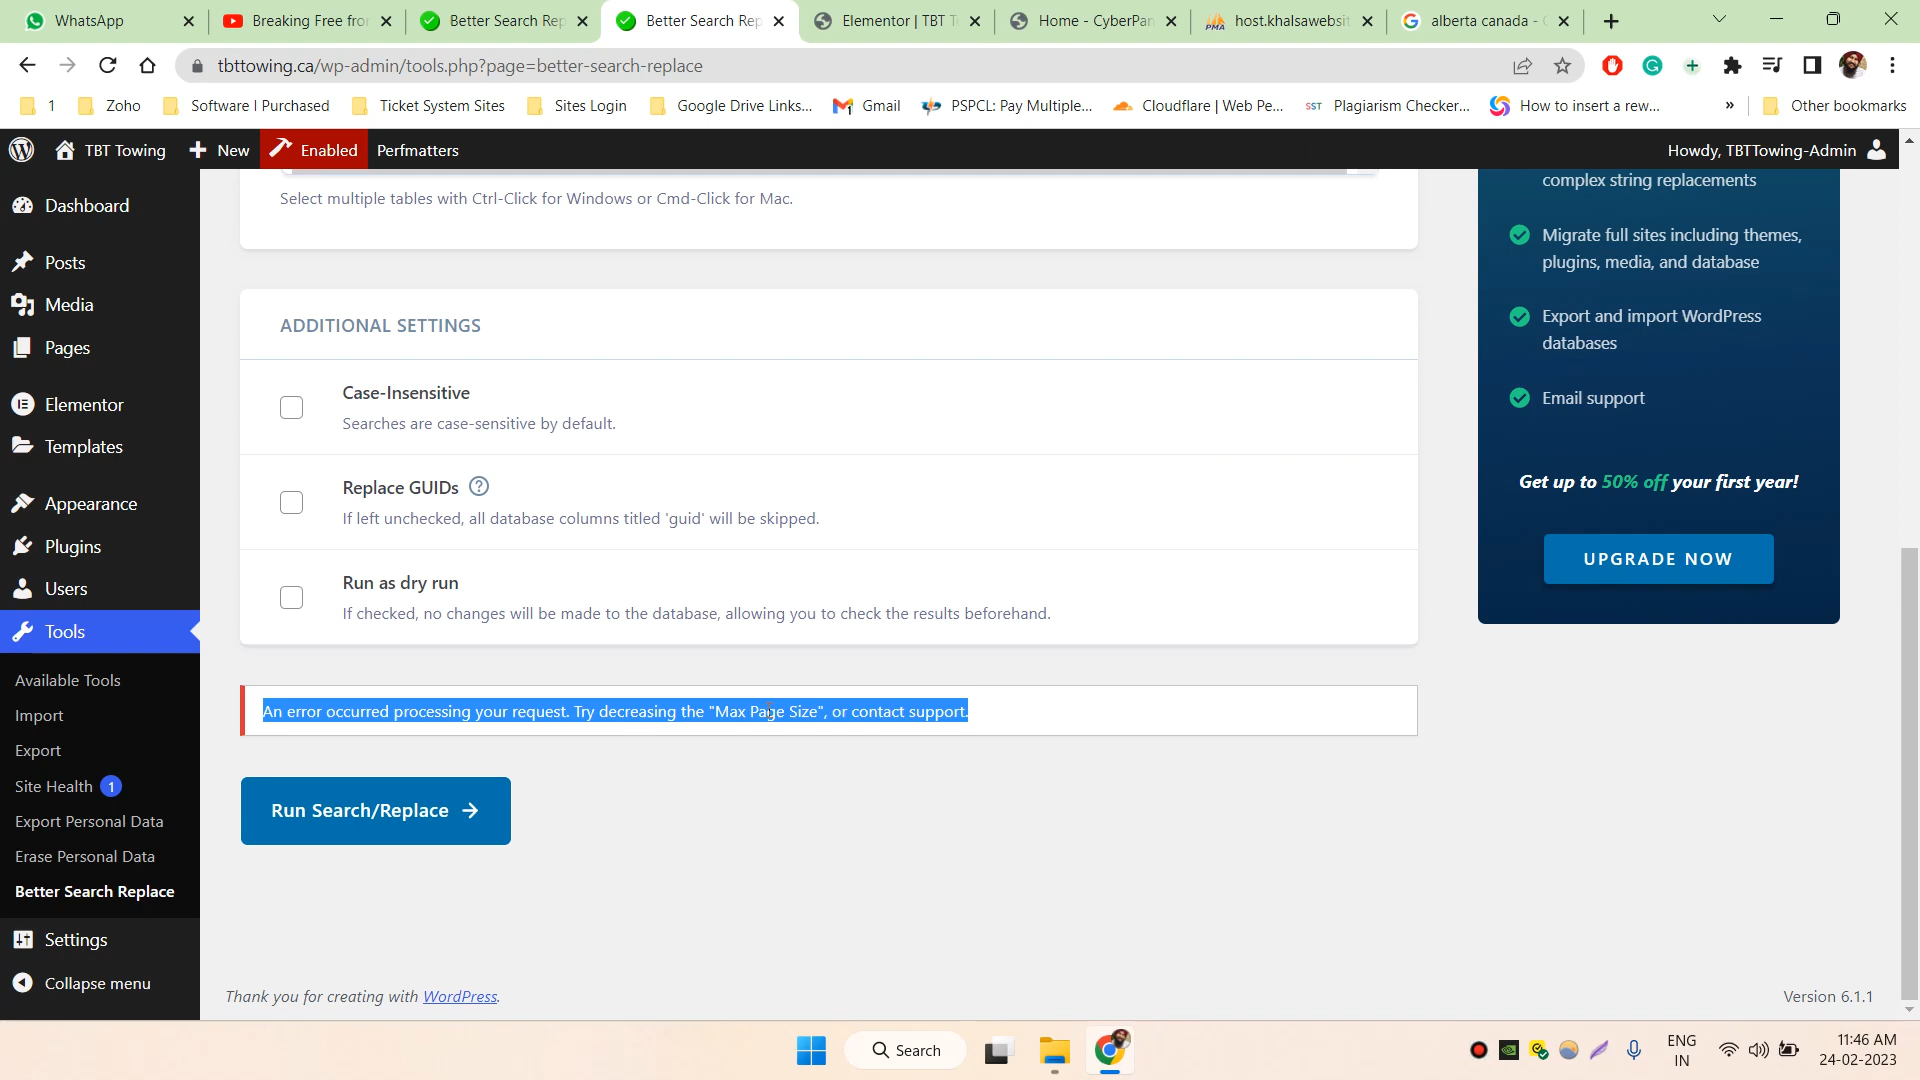 WhatsApp
Breaking Free from
Better Search Rep
Better Search Rep
Elementor | TBT T
Home - CyberPan
host.khalsawebsit
alberta canada -
tbttowing.ca/wp-admin/tools.php?page=better-search-replace
1
Zoho
Software I Purchased
Ticket System Sites
Sites Login
Google Drive Links...
Gmail
PSPCL: Pay Multiple...
Cloudflare | Web Pe...
SST Plagiarism Checker...
How to insert a rew...
»
Other bookmarks
TBT Towing
New
Enabled
Perfmatters
Howdy, TBTTowing-Admin
Dashboard
Posts
Media
Pages
Elementor
Templates
Appearance
Plugins
Users
Tools
Available Tools
Import
Export
Site Health 1
Export Personal Data
Erase Personal Data
Better Search Replace
Settings
Collapse menu
Select multiple tables with Ctrl-Click for Windows or Cmd-Click for Mac.
ADDITIONAL SETTINGS
Case-Insensitive
Searches are case-sensitive by default.
Replace GUIDs ?
If left unchecked, all database columns titled 'guid' will be skipped.
Run as dry run
If checked, no changes will be made to the database, allowing you to check the results beforehand.
An error occurred processing your request. Try decreasing the "Max Page Size", or contact support.
Run Search/Replace →
complex string replacements
Migrate full sites including themes,
plugins, media, and database
Export and import WordPress
databases
Email support
Get up to 50% off your first year!
UPGRADE NOW
Thank you for creating with WordPress.
Version 6.1.1
Search
ENG
IN
11:46 AM
24-02-2023